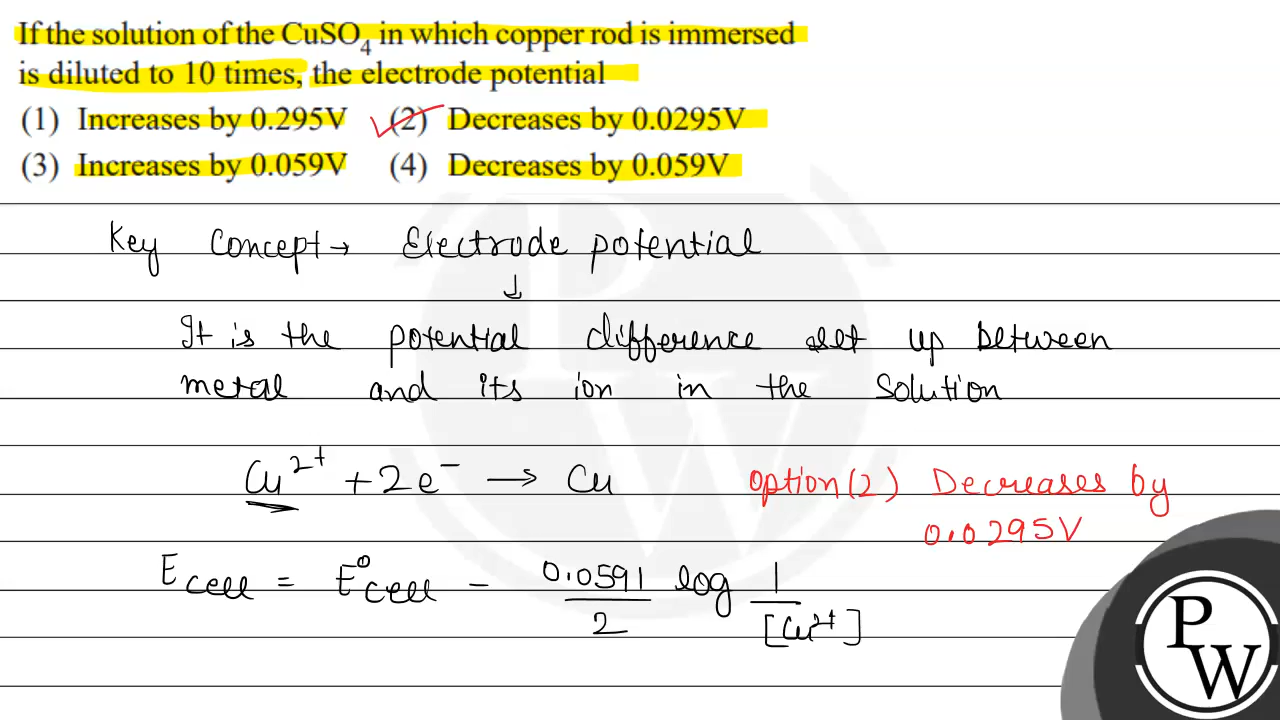 If the solution of the CuSO₄ in which copper rod is immersed
is diluted to 10 times, the electrode potential
(1) Increases by 0.295V (2) Decreases by 0.0295V
(3) Increases by 0.059V (4) Decreases by 0.059V
Key Concept → Electrode potential
↓
It is the potential difference set up between
metal and its ion in the solution
Cu²⁺ + 2e⁻ → Cu
option (2) Decreases by
0.0295V
E cell = E° cell - 0.0591/2 log 1/[Cu²⁺]
P
W